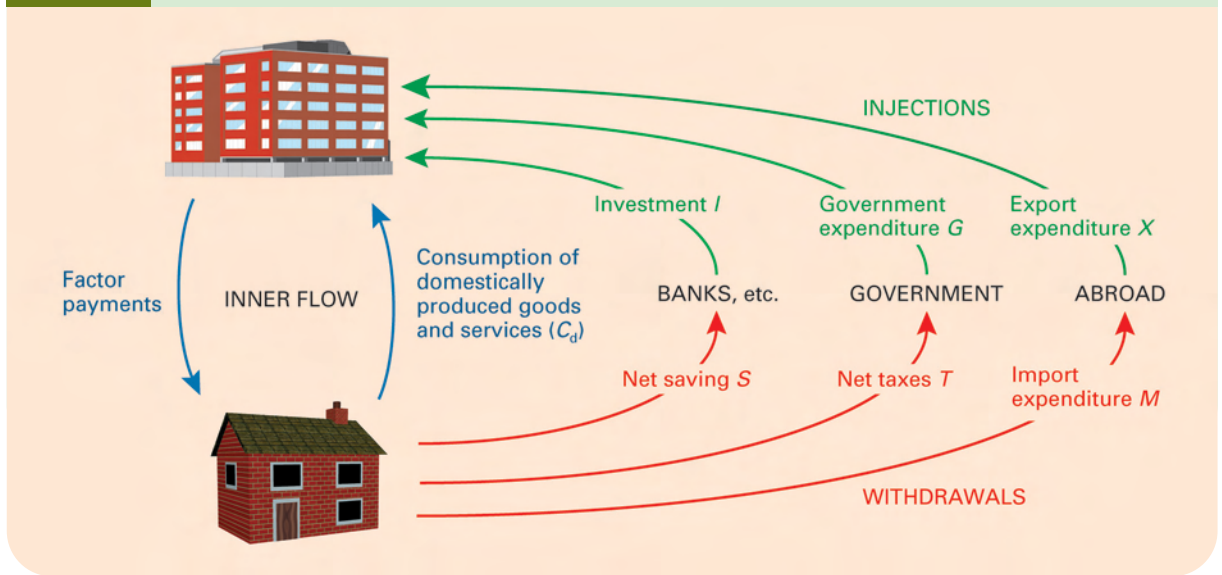 INJECTIONS
Investment I
Government
expenditure G
Export
expenditure X
Factor
payments
INNER FLOW
Consumption of
domestically
produced goods
and services (Cd)
BANKS, etc.
GOVERNMENT
ABROAD
Net saving S
Net taxes T
Import
expenditure M
WITHDRAWALS